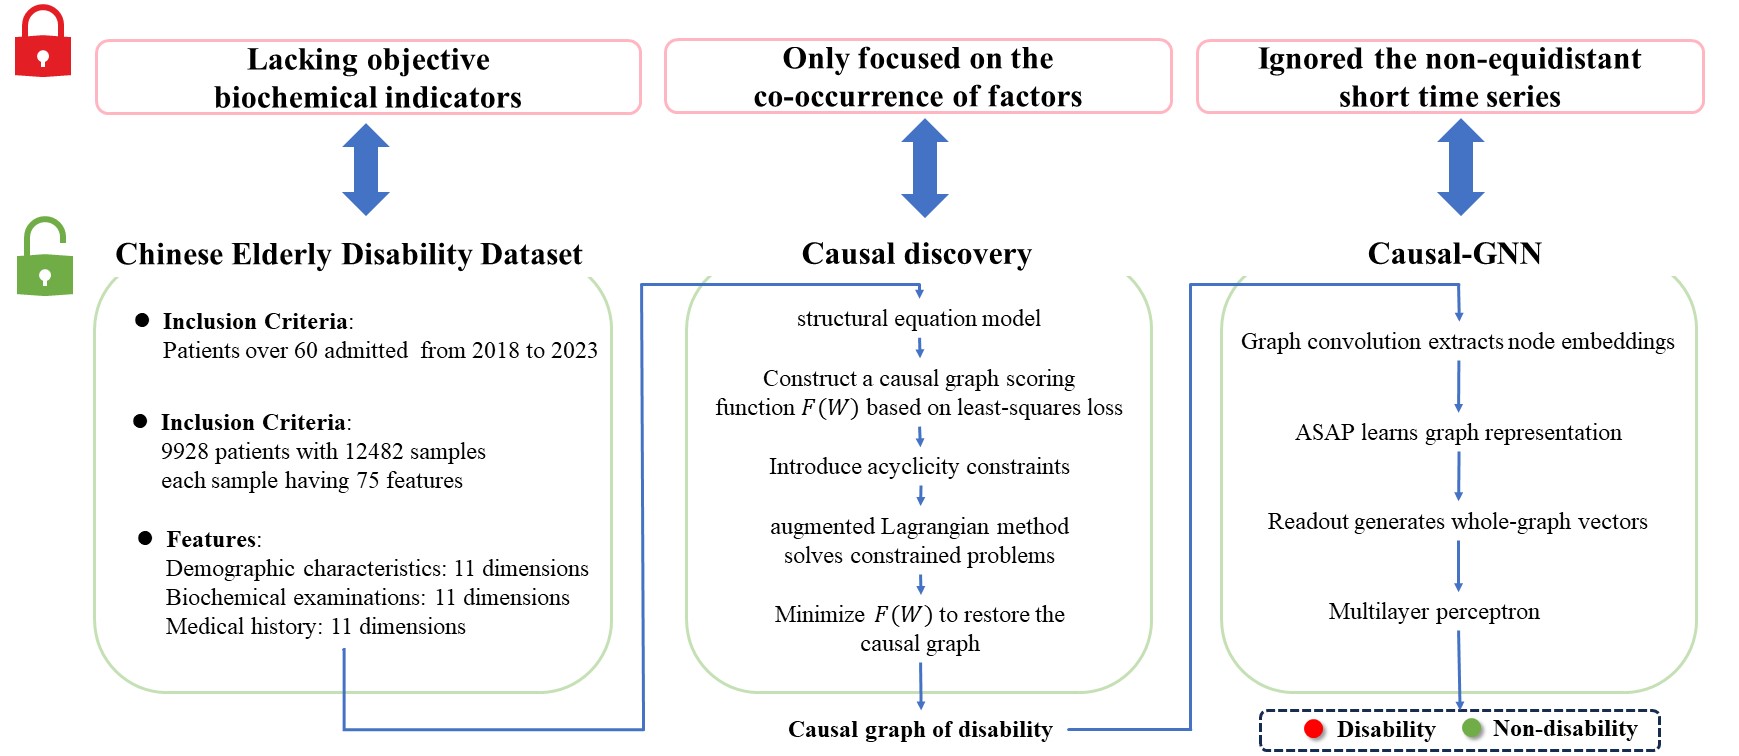 Lacking objective
biochemical indicators
Only focused on the
co-occurrence of factors
Ignored the non-equidistant
short time series
Chinese Elderly Disability Dataset
Inclusion Criteria:
Patients over 60 admitted from 2018 to 2023
Inclusion Criteria:
9928 patients with 12482 samples
each sample having 75 features
Features:
Demographic characteristics: 11 dimensions
Biochemical examinations: 11 dimensions
Medical history: 11 dimensions
Causal discovery
structural equation model
Construct a causal graph scoring
function F(W) based on least-squares loss
Introduce acyclicity constraints
augmented Lagrangian method
solves constrained problems
Minimize F(W) to restore the
causal graph
Causal graph of disability
Causal-GNN
Graph convolution extracts node embeddings
ASAP learns graph representation
Readout generates whole-graph vectors
Multilayer perceptron
Disability Non-disability